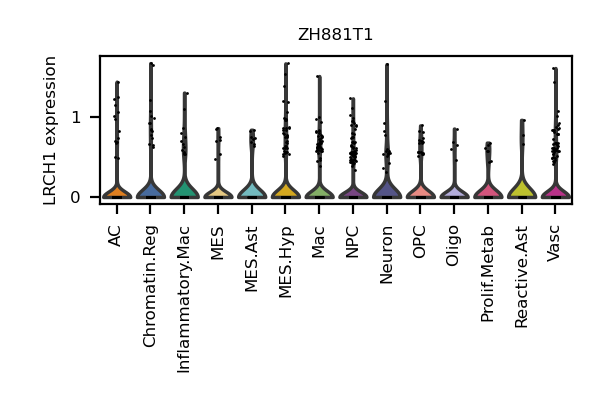 ZH881T1
LRCH1 expression
1
0
AC
Chromatin.Reg
Inflammatory.Mac
MES
MES.Ast
MES.Hyp
Mac
NPC
Neuron
OPC
Oligo
Prolif.Metab
Reactive.Ast
Vasc